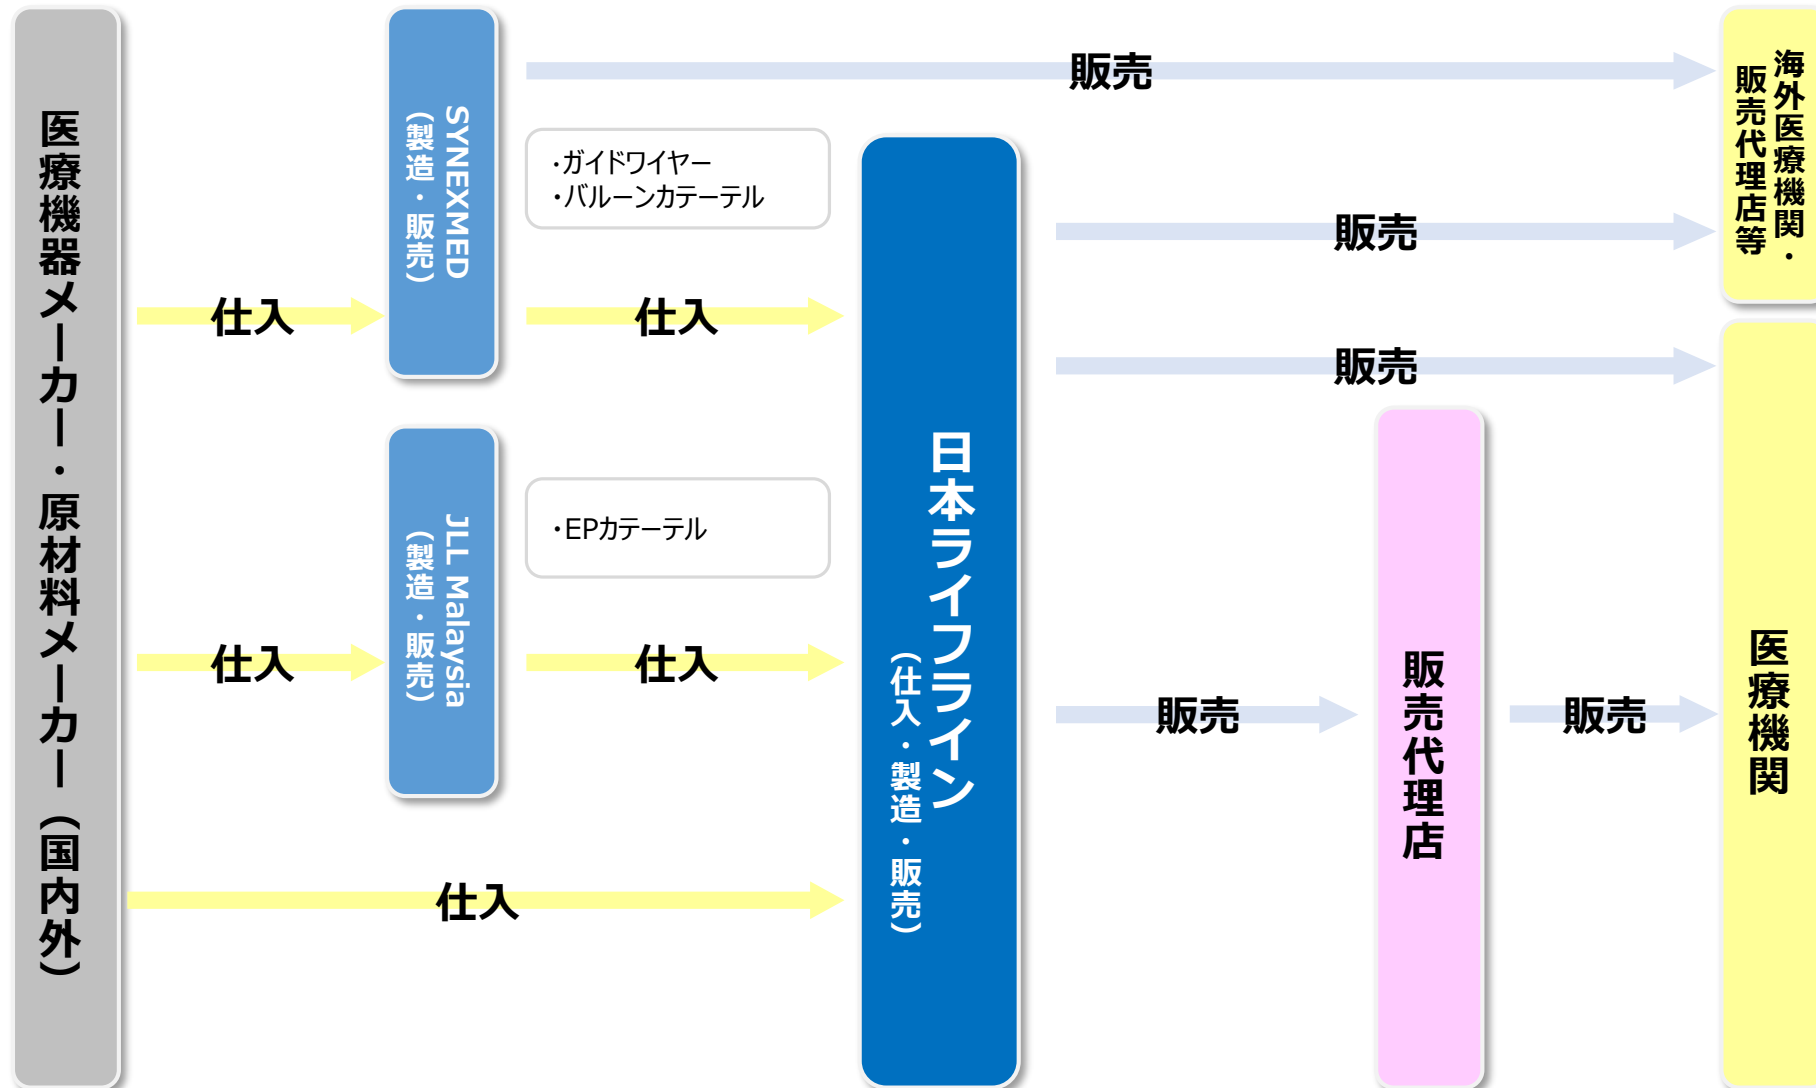 医療機器メーカー・原材料メーカー（国内外）
SYNEXMED
（製造・販売）
販売
・ガイドワイヤー
・バルーンカテーテル
仕入
仕入
JLL Malaysia
（製造・販売）
・EPカテーテル
仕入
仕入
仕入
日本ライフライン
（仕入・製造・販売）
販売
販売
販売
販売代理店
販売
海外医療機関・
販売代理店等
医療機関